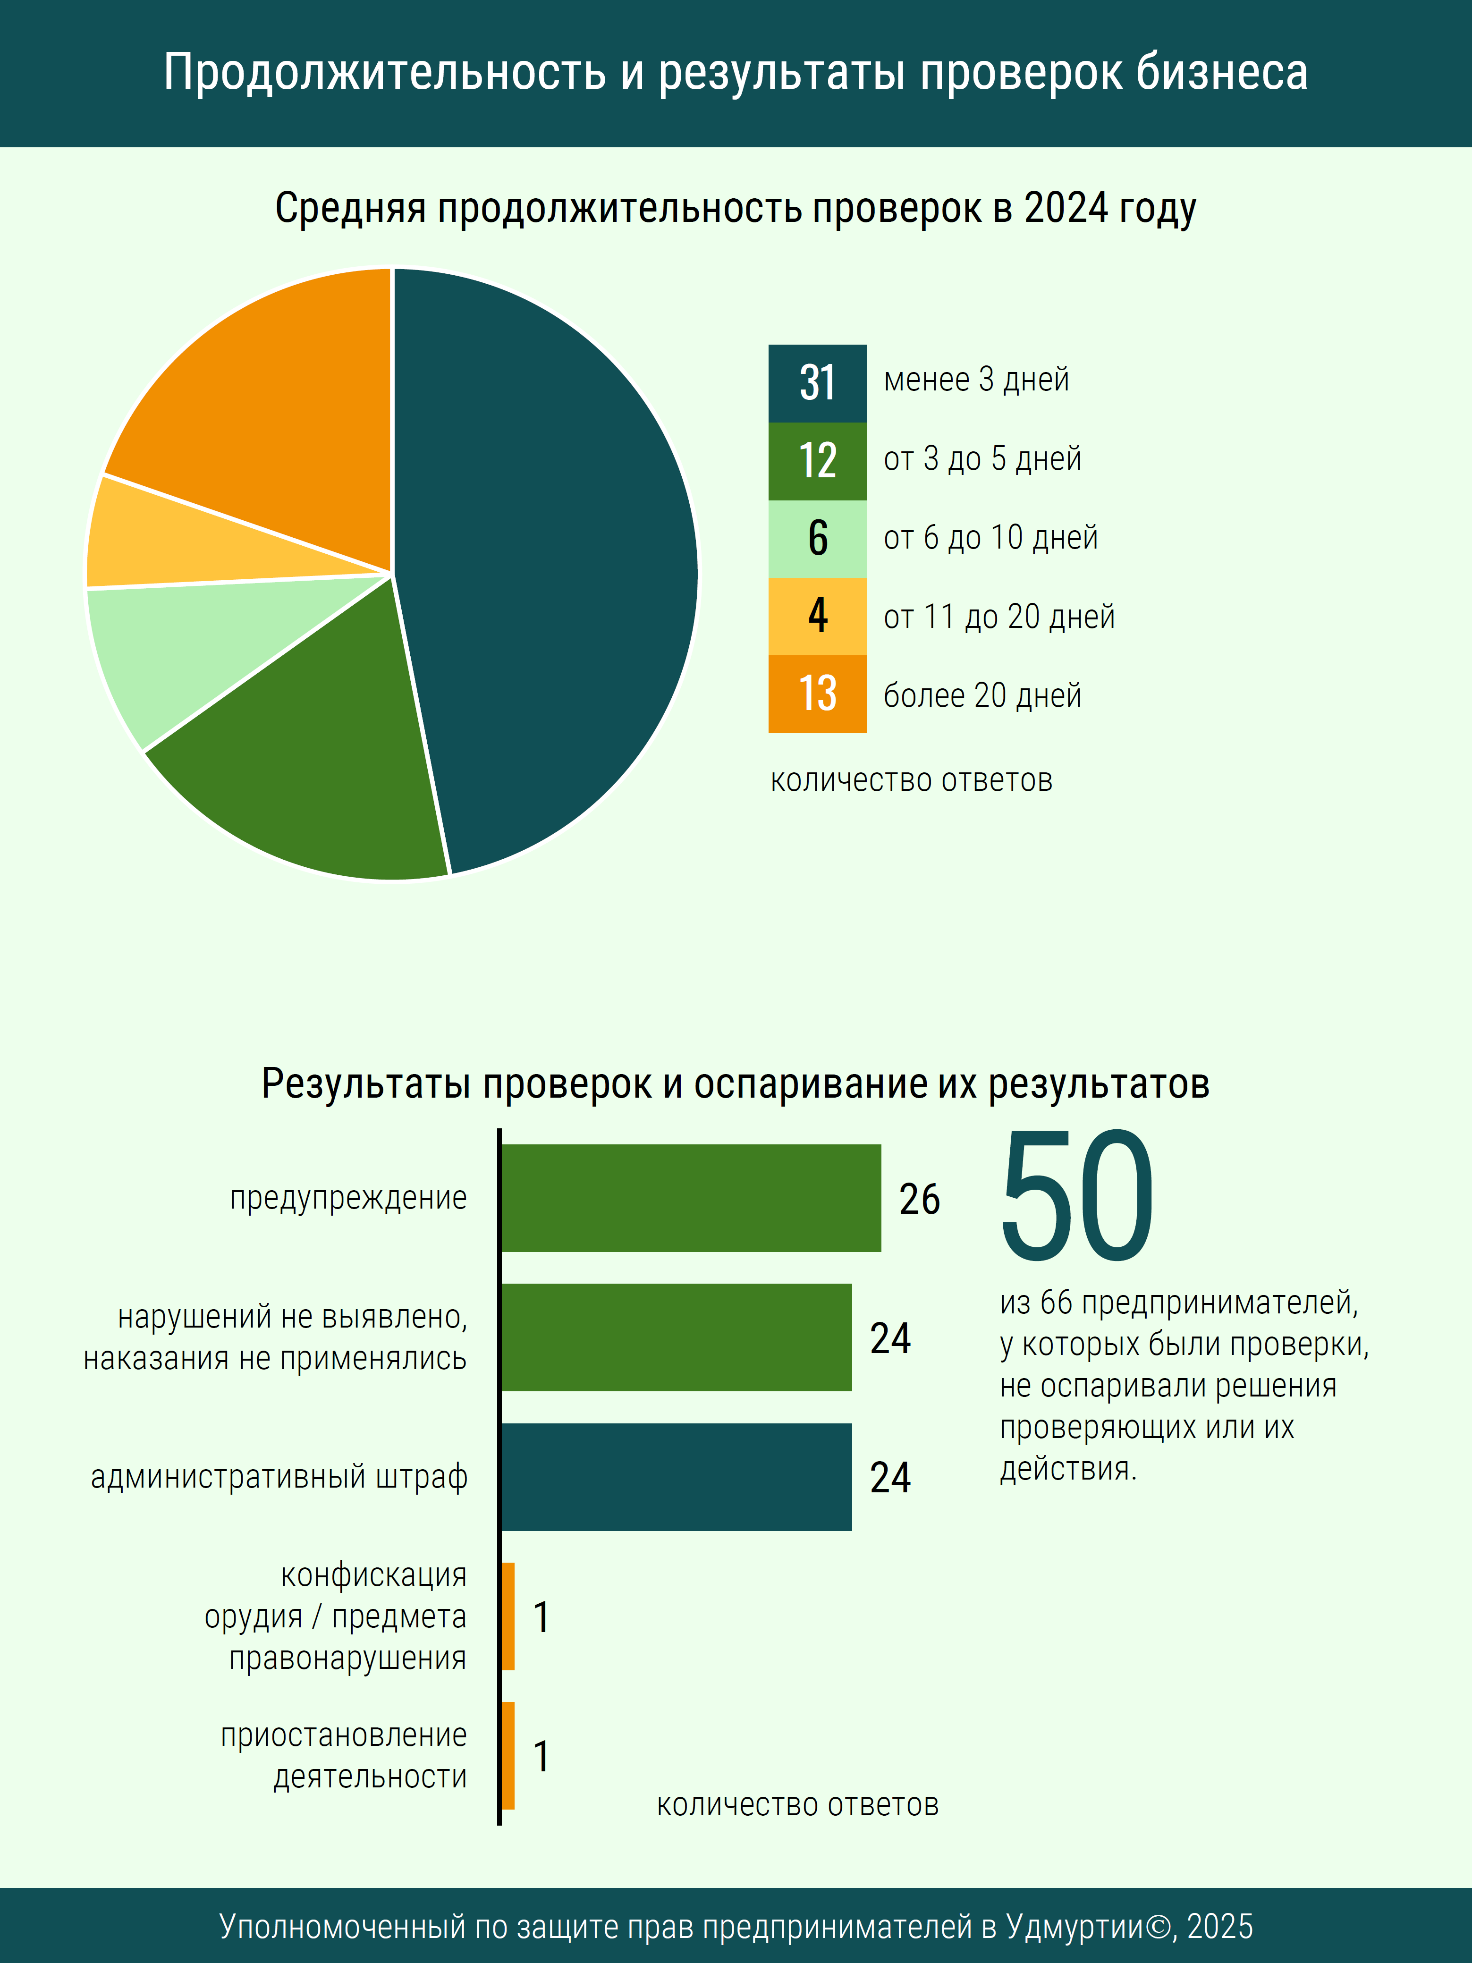 Продолжительность и результаты проверок бизнеса
Средняя продолжительность проверок в 2024 году
31 менее 3 дней
12 от 3 до 5 дней
6 от 6 до 10 дней
4 от 11 до 20 дней
13 более 20 дней
количество ответов
Результаты проверок и оспаривание их результатов
предупреждение
26
нарушений не выявлено,
наказания не применялись
24
административный штраф
24
конфискация
орудия / предмета
правонарушения
1
приостановление
деятельности
1
количество ответов
50
из 66 предпринимателей,
у которых были проверки,
не оспаривали решения
проверяющих или их
действия.
Уполномоченный по защите прав предпринимателей в Удмуртии©, 2025